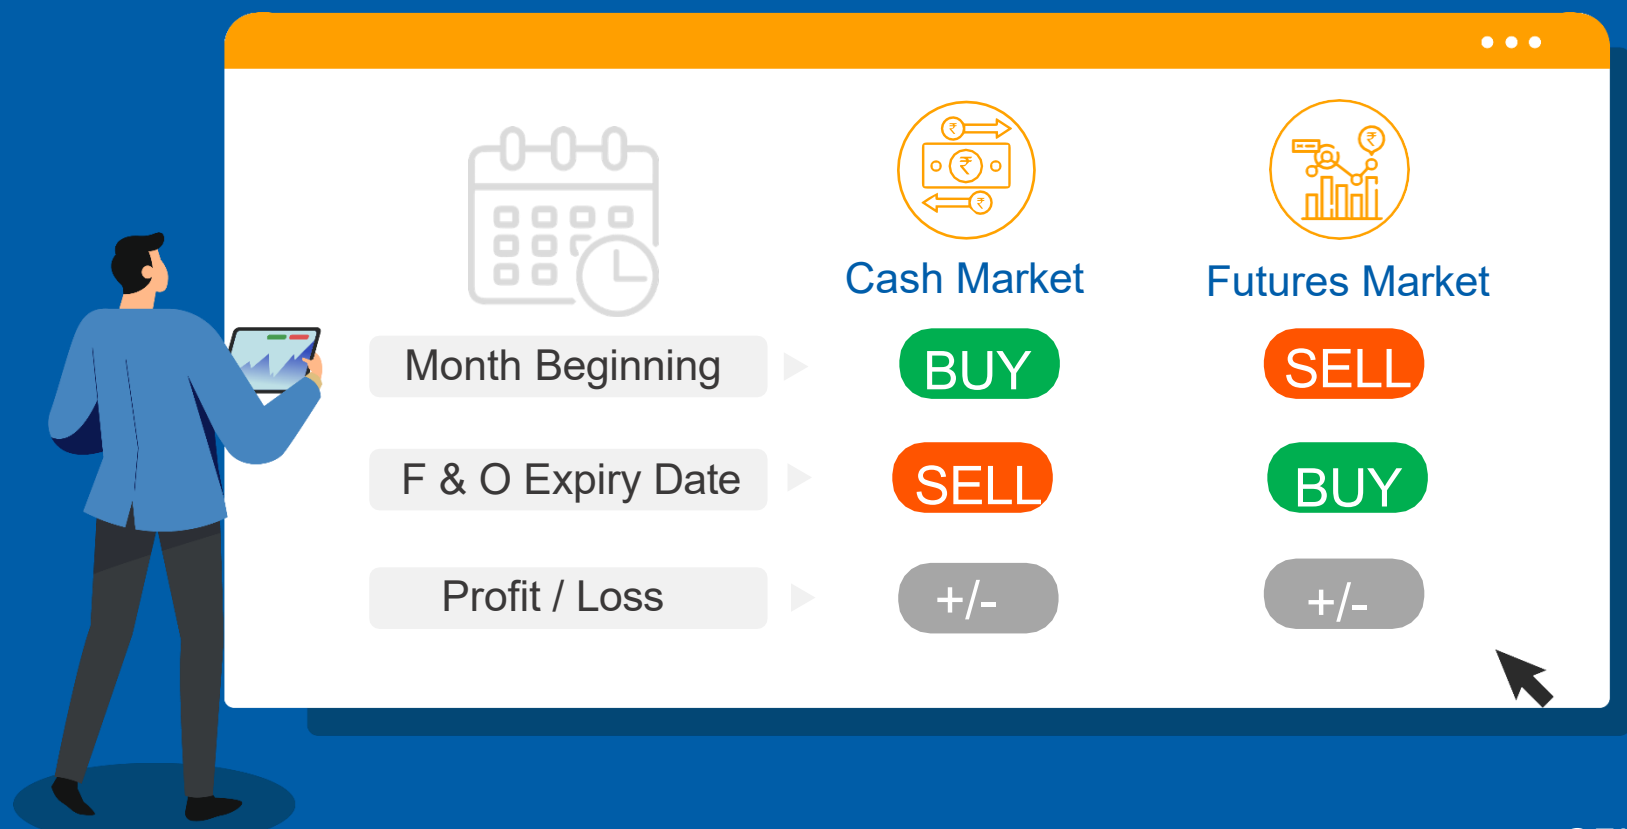 Cash Market
Futures Market
Month Beginning
BUY
SELL
F & O Expiry Date
SELL
BUY
Profit / Loss
+/-
+/-